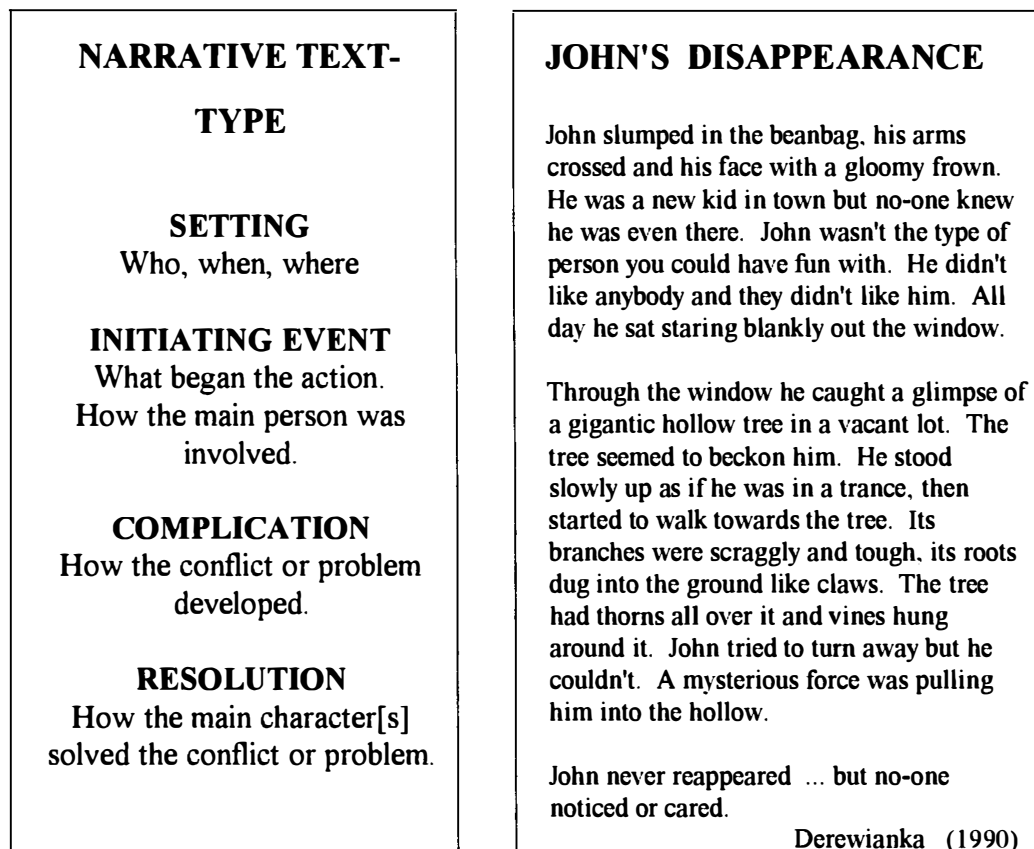 NARRATIVE TEXT-
TYPE
SETTING
Who, when, where
INITIATING EVENT
What began the action.
How the main person was
involved.
COMPLICATION
How the conflict or problem
developed.
RESOLUTION
How the main character[s]
solved the conflict or problem.
JOHN'S DISAPPEARANCE
John slumped in the beanbag, his arms
crossed and his face with a gloomy frown.
He was a new kid in town but no-one knew
he was even there. John wasn't the type of
person you could have fun with. He didn't
like anybody and they didn't like him. All
day he sat staring blankly out the window.
Through the window he caught a glimpse of
a gigantic hollow tree in a vacant lot. The
tree seemed to beckon him. He stood
slowly up as if he was in a trance, then
started to walk towards the tree. Its
branches were scraggly and tough, its roots
dug into the ground like claws. The tree
had thorns all over it and vines hung
around it. John tried to turn away but he
couldn't. A mysterious force was pulling
him into the hollow.
John never reappeared ... but no-one
noticed or cared.
Derewianka (1990)